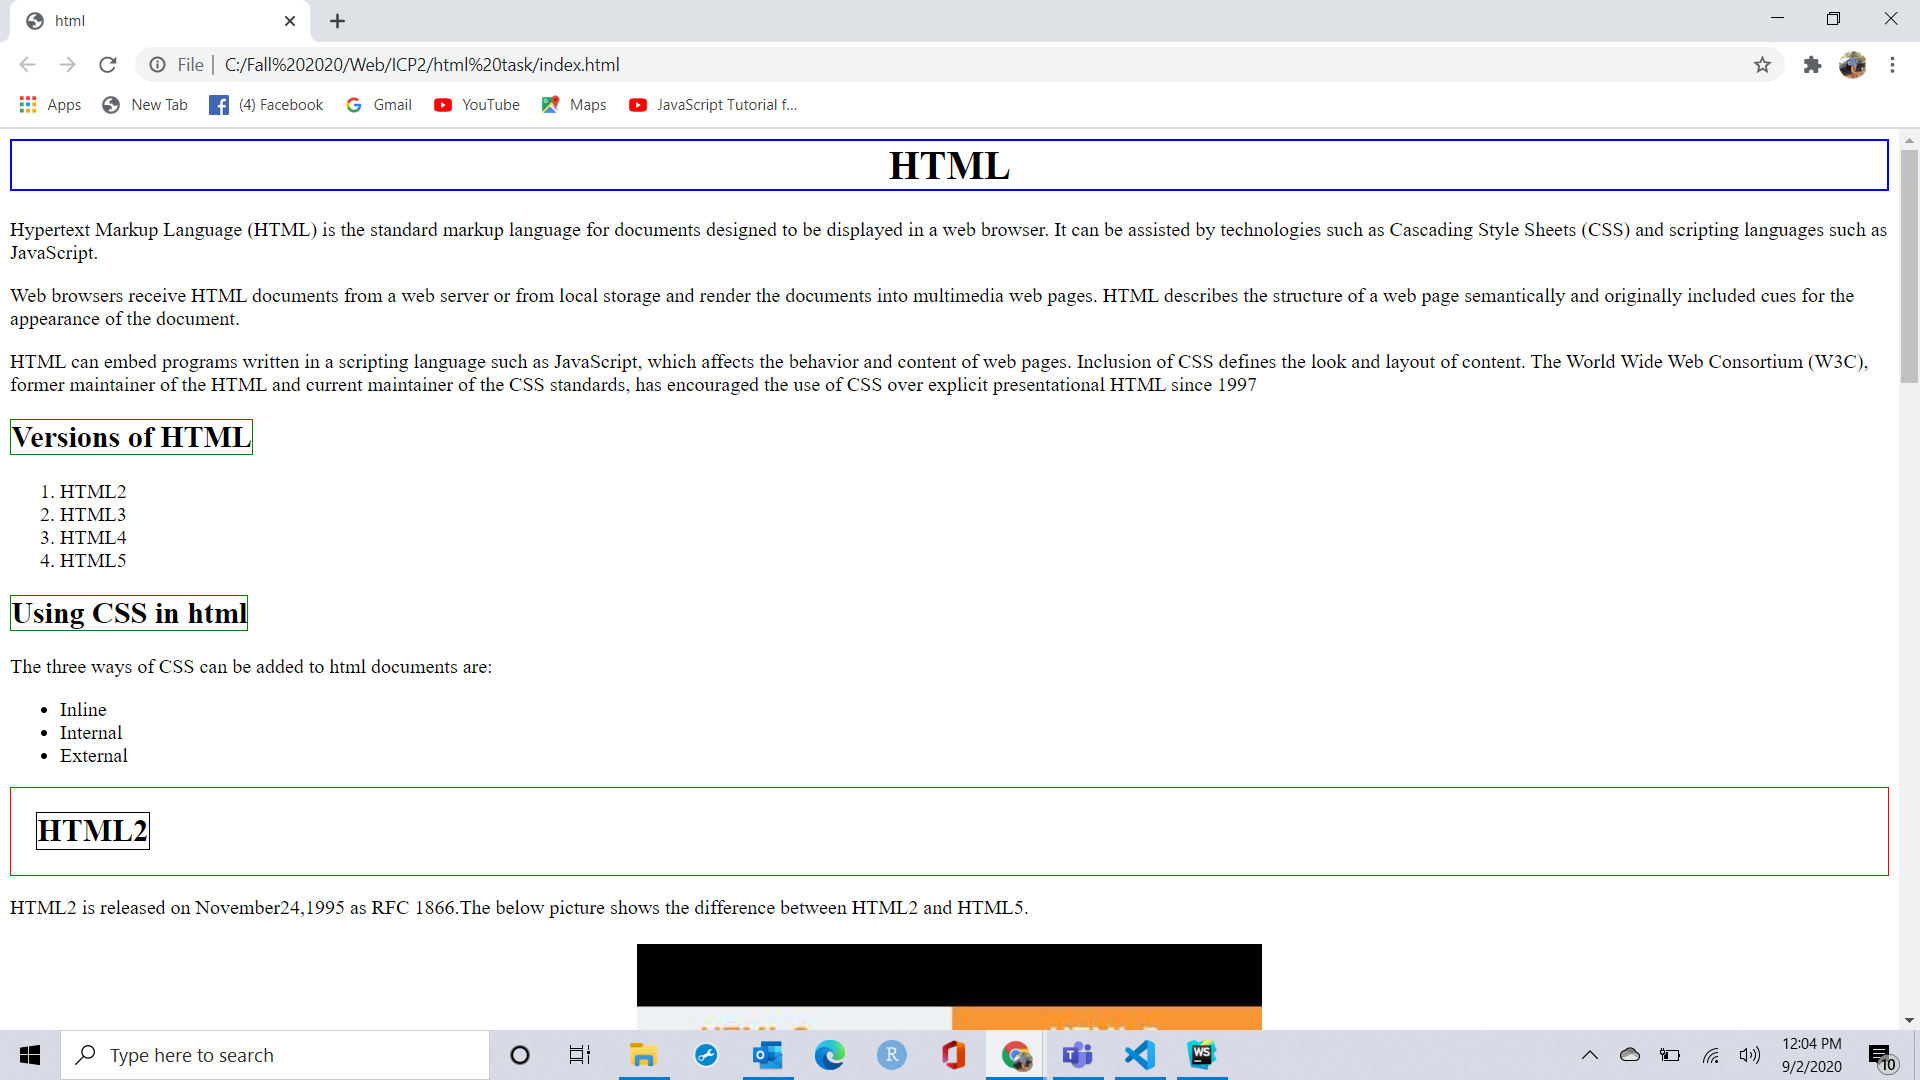 html
File
C:/Fall%202020/Web/ICP2/html%20task/index.html
Apps
New Tab
(4) Facebook
Gmail
YouTube
Maps
JavaScript Tutorial f...
HTML
Hypertext Markup Language (HTML) is the standard markup language for documents designed to be displayed in a web browser. It can be assisted by technologies such as Cascading Style Sheets (CSS) and scripting languages such as
JavaScript.
Web browsers receive HTML documents from a web server or from local storage and render the documents into multimedia web pages. HTML describes the structure of a web page semantically and originally included cues for the
appearance of the document.
HTML can embed programs written in a scripting language such as JavaScript, which affects the behavior and content of web pages. Inclusion of CSS defines the look and layout of content. The World Wide Web Consortium (W3C),
former maintainer of the HTML and current maintainer of the CSS standards, has encouraged the use of CSS over explicit presentational HTML since 1997
Versions of HTML
1. HTML2
2. HTML3
3. HTML4
4. HTML5
Using CSS in html
The three ways of CSS can be added to html documents are:
• Inline
• Internal
• External
HTML2
HTML2 is released on November24,1995 as RFC 1866.The below picture shows the difference between HTML2 and HTML5.
Type here to search
R
WS
12:04 PM
9/2/2020
10